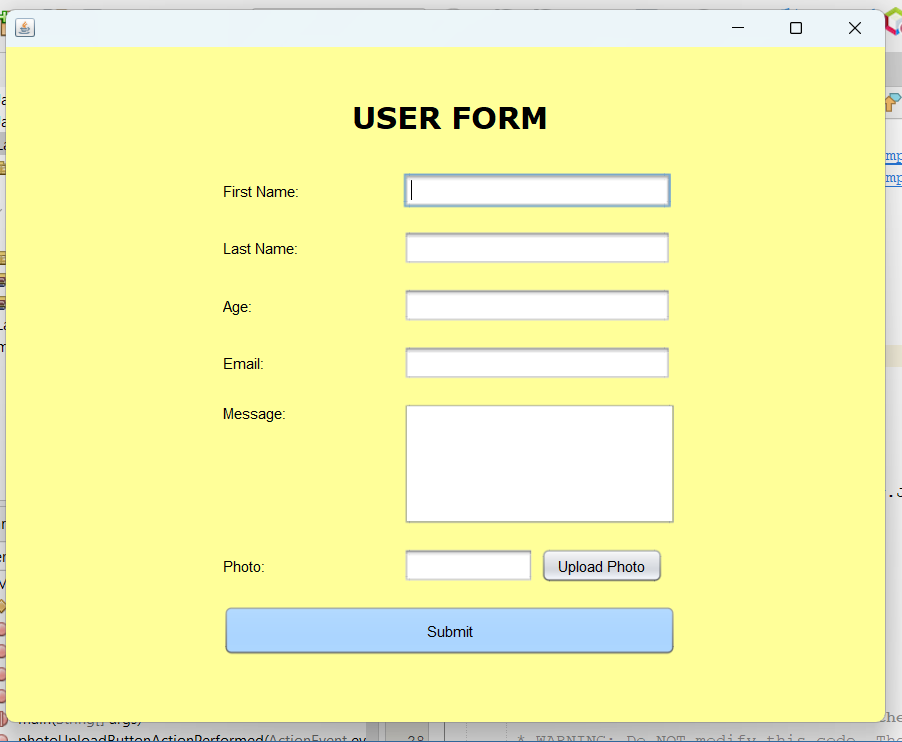 USER FORM
First Name:
Last Name:
Age:
Email:
Message:
Photo:
Upload Photo
Submit
main(String[] args)
photoUploadButtonActionPerformed(ActionEvent ev
28
* WARNING: Do NOT modify this code. The